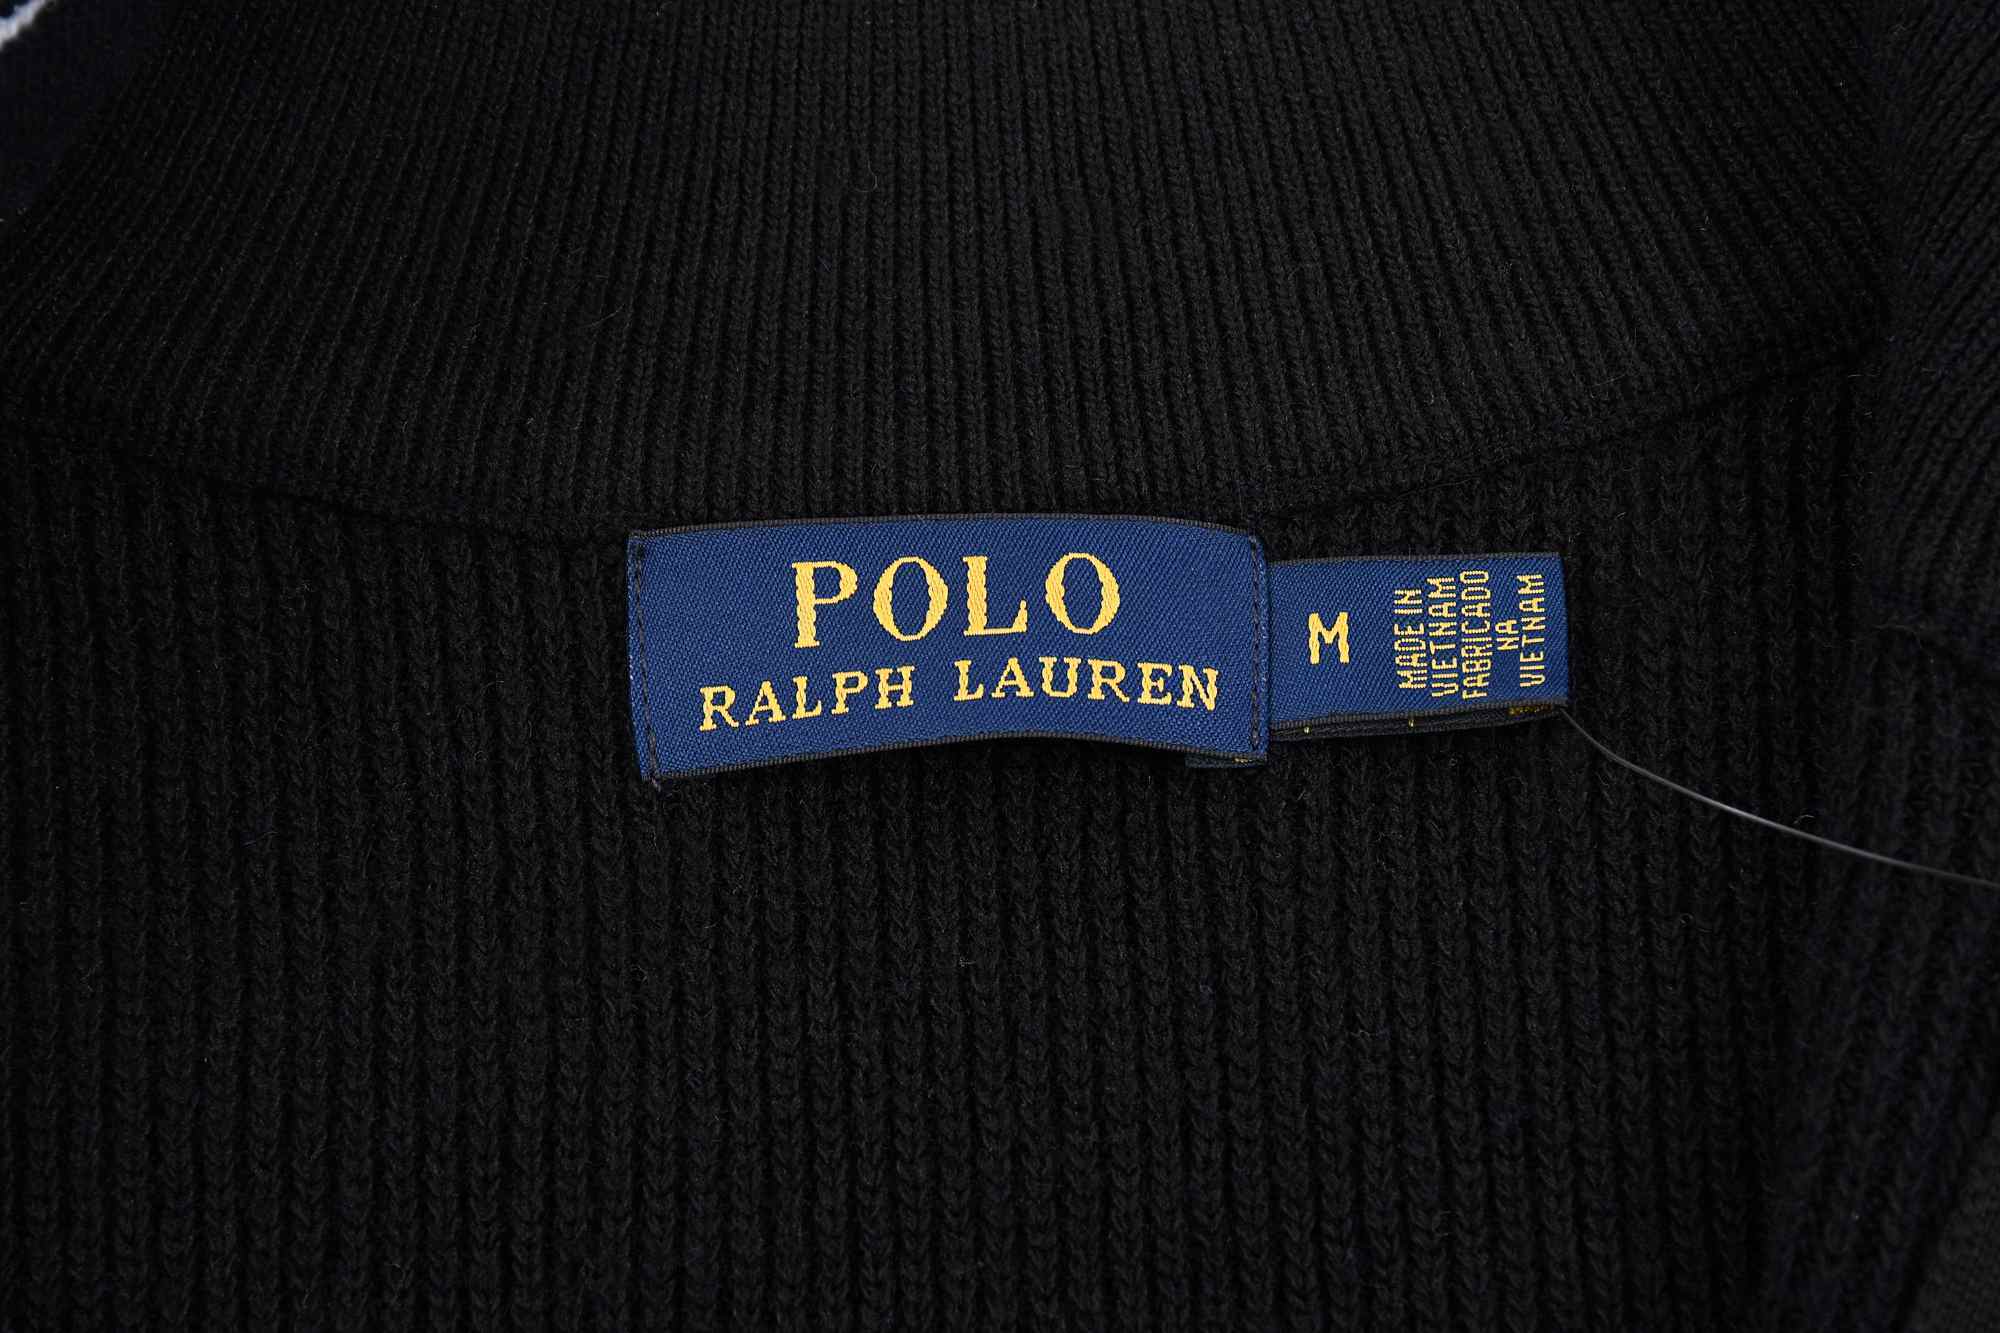 POLO
RALPH LAUREN
M
MADE IN
VIETNAM
FABRICADO
NA
VIETNAM